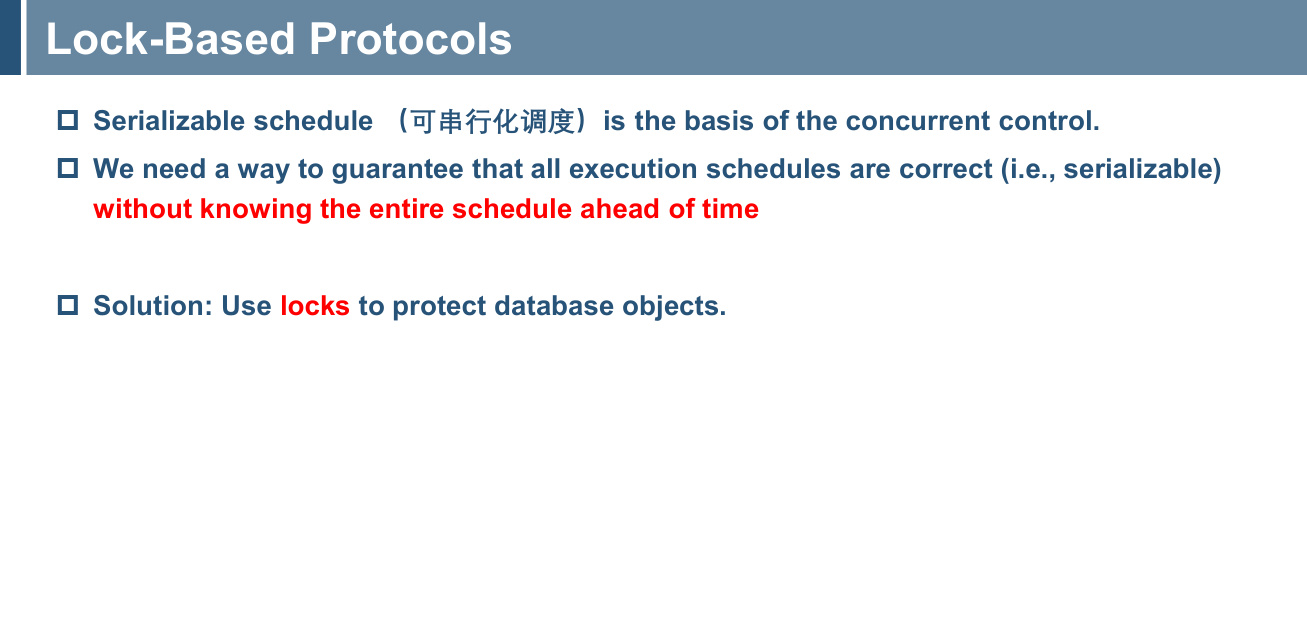 Lock-Based Protocols
Serializable schedule （可串行化调度）is the basis of the concurrent control.
We need a way to guarantee that all execution schedules are correct (i.e., serializable)
without knowing the entire schedule ahead of time
Solution: Use locks to protect database objects.